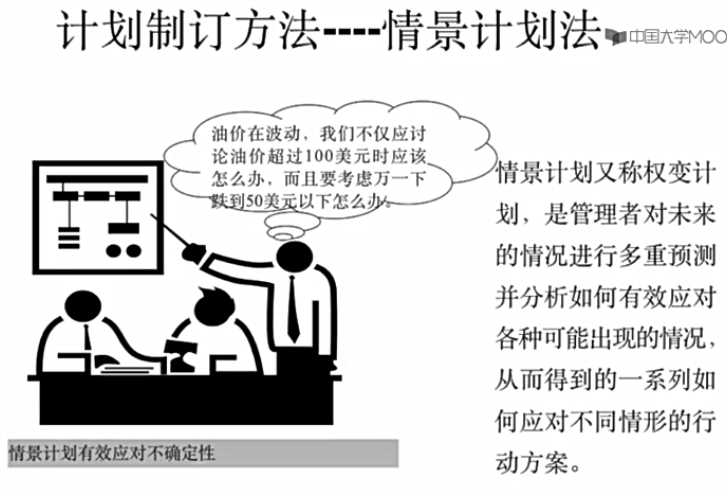 计划制订方法----情景计划法
中国大学MOO
油价在波动，我们不仅应讨
论油价超过100美元时应该
怎么办，而且要考虑万一下
跌到50美元以下怎么办。
情景计划又称权变计
划，是管理者对未来
的情况进行多重预测
并分析如何有效应对
各种可能出现的情况，
从而得到的一系列如
何应对不同情形的行
动方案。
情景计划有效应对不确定性